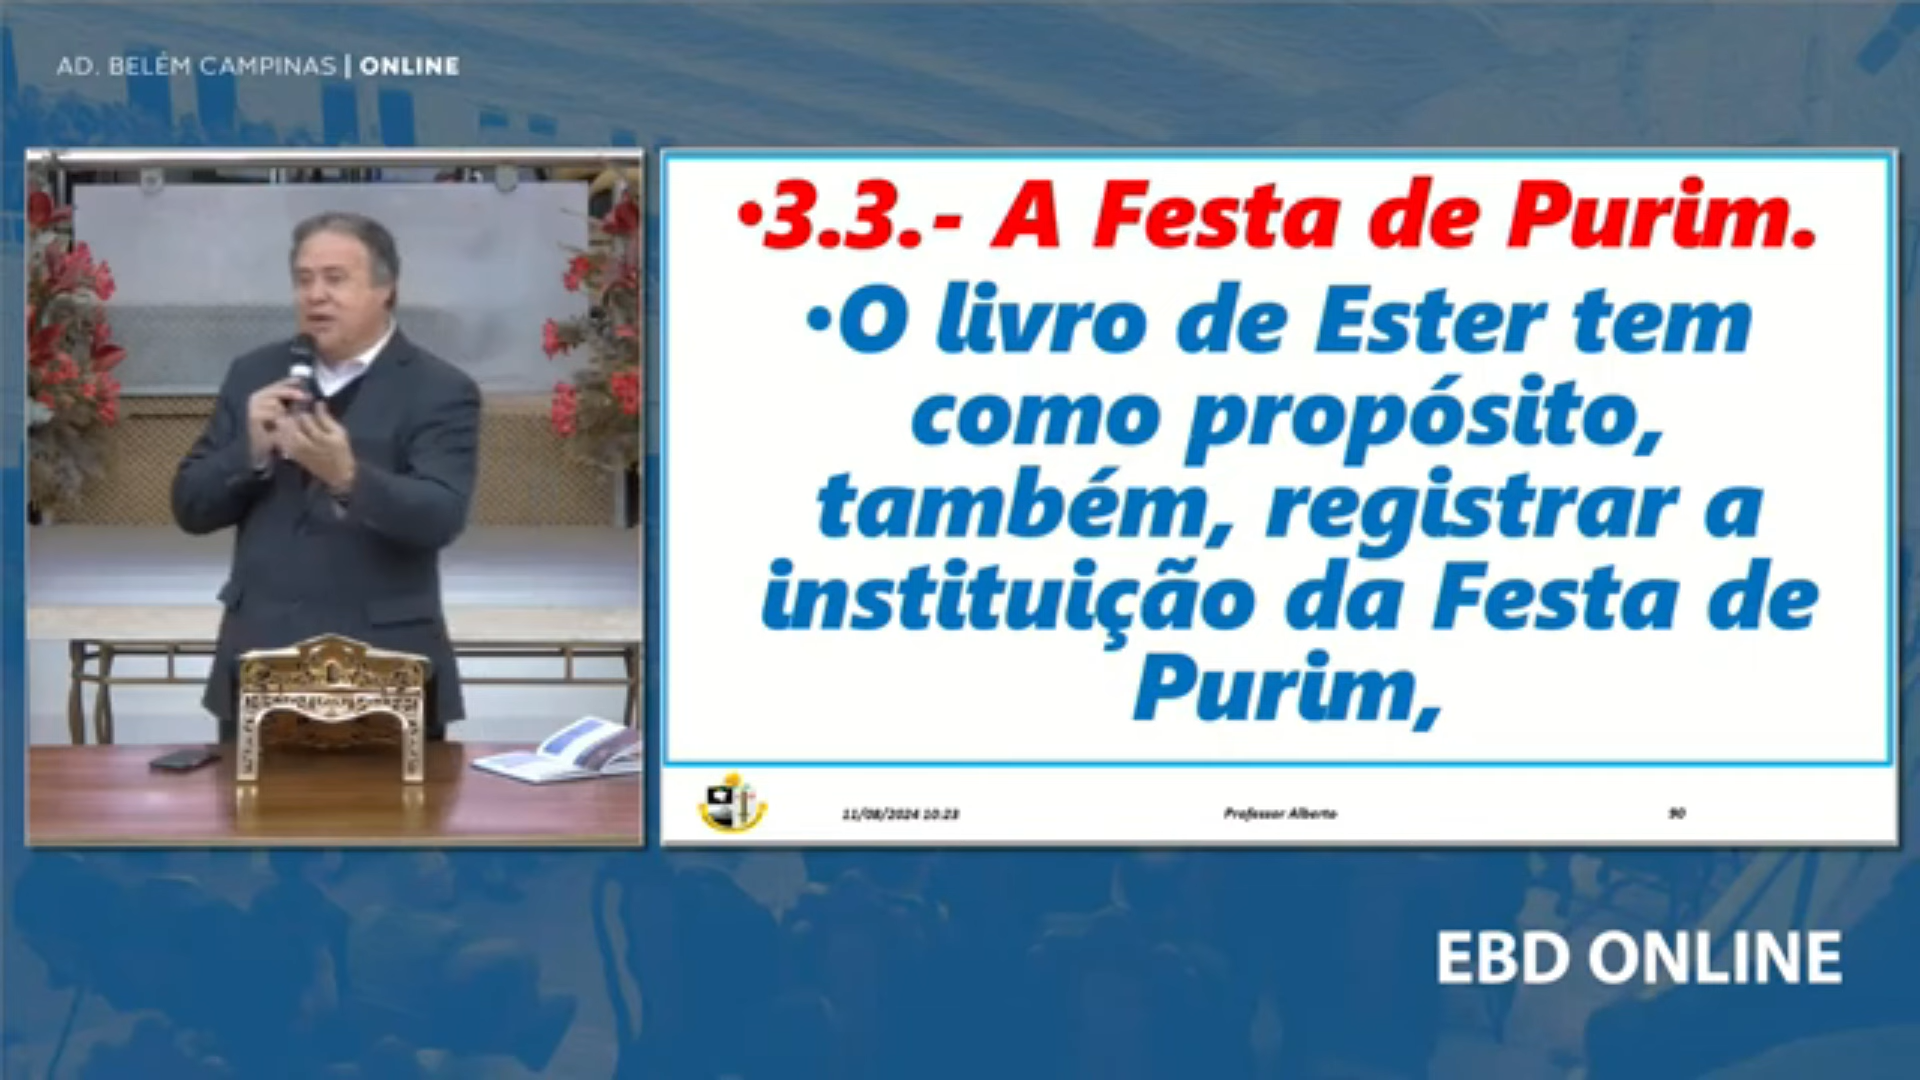 AD. BELÉM CAMPINAS | ONLINE
•3.3.- A Festa de Purim.
•O livro de Ester tem
como propósito,
também, registrar a
instituição da Festa de
Purim,
11/08/2024 10:23
Professor Alberto
90
EBD ONLINE